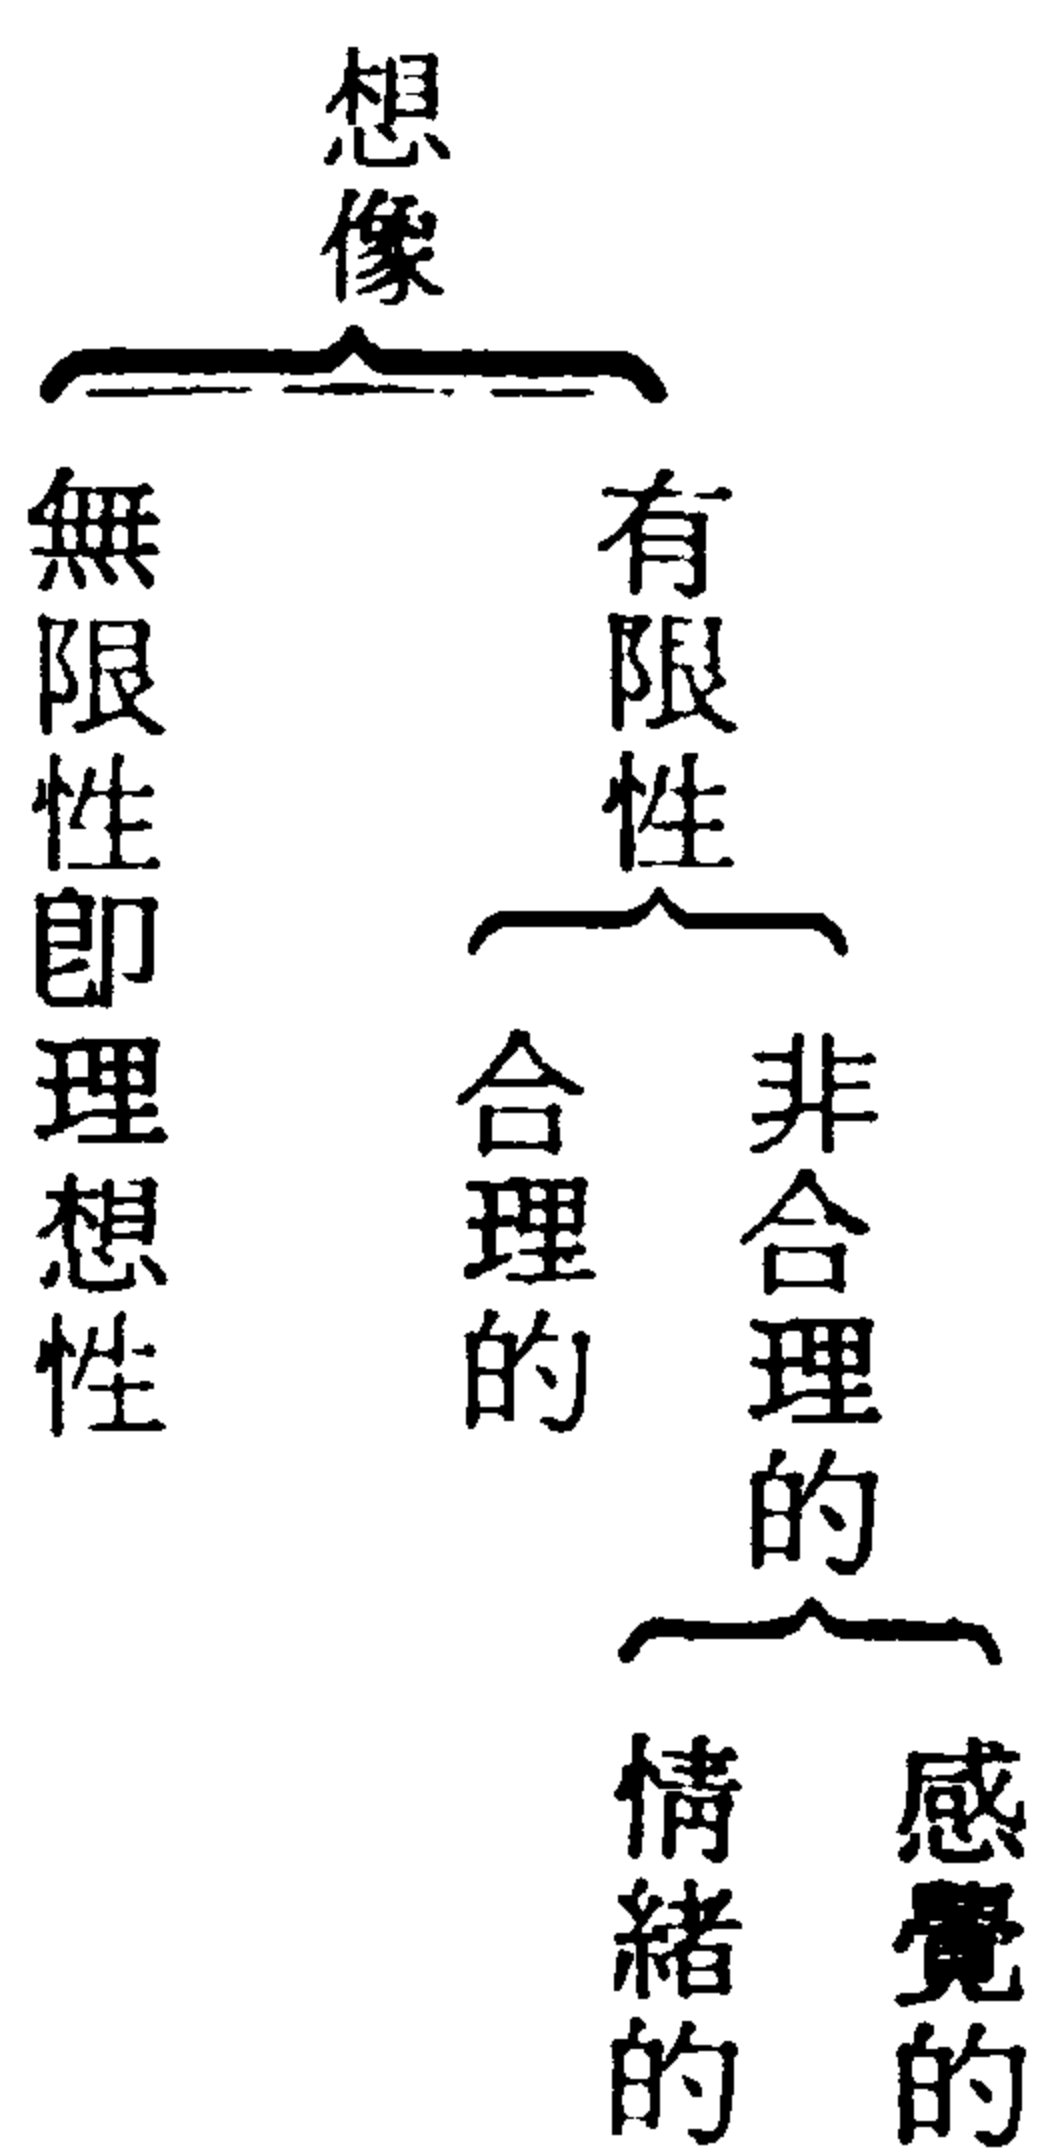 想像
有限性
非合理的
感覺的
情緒的
合理的
無限性卽理想性